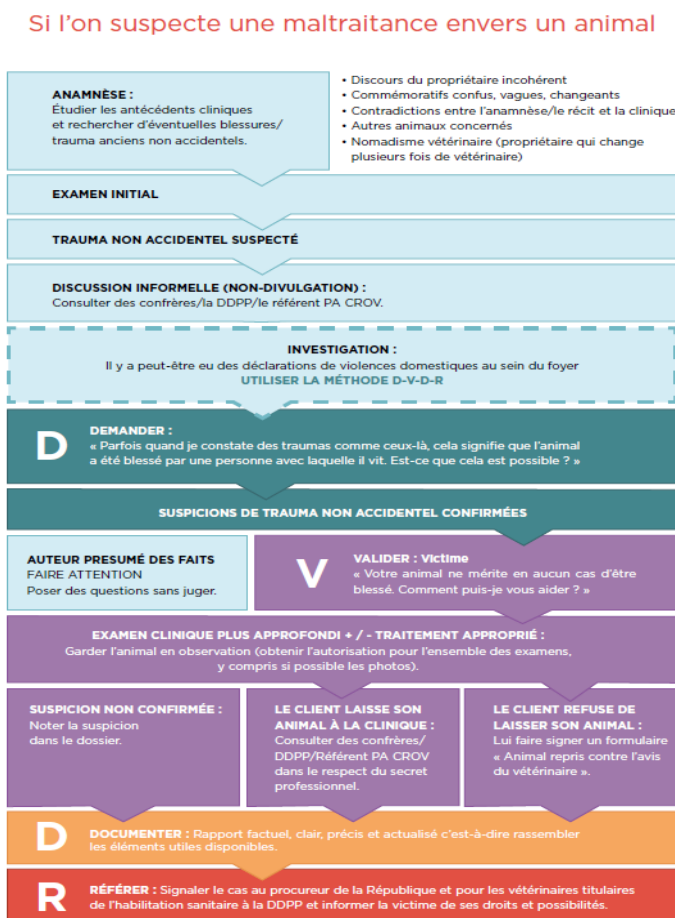 Si l'on suspecte une maltraitance envers un animal
ANAMNÈSE :
Étudier les antécédents cliniques
et rechercher d'éventuelles blessures/
trauma anciens non accidentels.
• Discours du propriétaire incohérent
• Commémoratifs confus, vagues, changeants
• Contradictions entre l'anamnèse/le récit et la clinique
• Autres animaux concernés
• Nomadisme vétérinaire (propriétaire qui change
plusieurs fois de vétérinaire)
EXAMEN INITIAL
TRAUMA NON ACCIDENTEL SUSPECTÉ
DISCUSSION INFORMELLE (NON-DIVULGATION) :
Consulter des confrères/la DDPP/le référent PA CROV.
INVESTIGATION :
Il y a peut-être eu des déclarations de violences domestiques au sein du foyer
UTILISER LA MÉTHODE D-V-D-R
D
DEMANDER :
« Parfois quand je constate des traumas comme ceux-là, cela signifie que l'animal
a été blessé par une personne avec laquelle il vit. Est-ce que cela est possible ? »
SUSPICIONS DE TRAUMA NON ACCIDENTEL CONFIRMÉES
AUTEUR PRESUMÉ DES FAITS
FAIRE ATTENTION
Poser des questions sans juger.
V
VALIDER : Victime
« Votre animal ne mérite en aucun cas d'être
blessé. Comment puis-je vous aider ? »
EXAMEN CLINIQUE PLUS APPROFONDI + / - TRAITEMENT APPROPRIÉ :
Garder l'animal en observation (obtenir l'autorisation pour l'ensemble des examens,
y compris si possible les photos).
SUSPICION NON CONFIRMÉE :
Noter la suspicion
dans le dossier.
LE CLIENT LAISSE SON
ANIMAL À LA CLINIQUE :
Consulter des confrères/
DDPP/Référent PA CROV
dans le respect du secret
professionnel.
LE CLIENT REFUSE DE
LAISSER SON ANIMAL :
Lui faire signer un formulaire
« Animal repris contre l'avis
du vétérinaire ».
D
DOCUMENTER : Rapport factuel, clair, précis et actualisé c'est-à-dire rassembler
les éléments utiles disponibles.
R
RÉFÉRER : Signaler le cas au procureur de la République et pour les vétérinaires titulaires
de l'habilitation sanitaire à la DDPP et informer la victime de ses droits et possibilités.